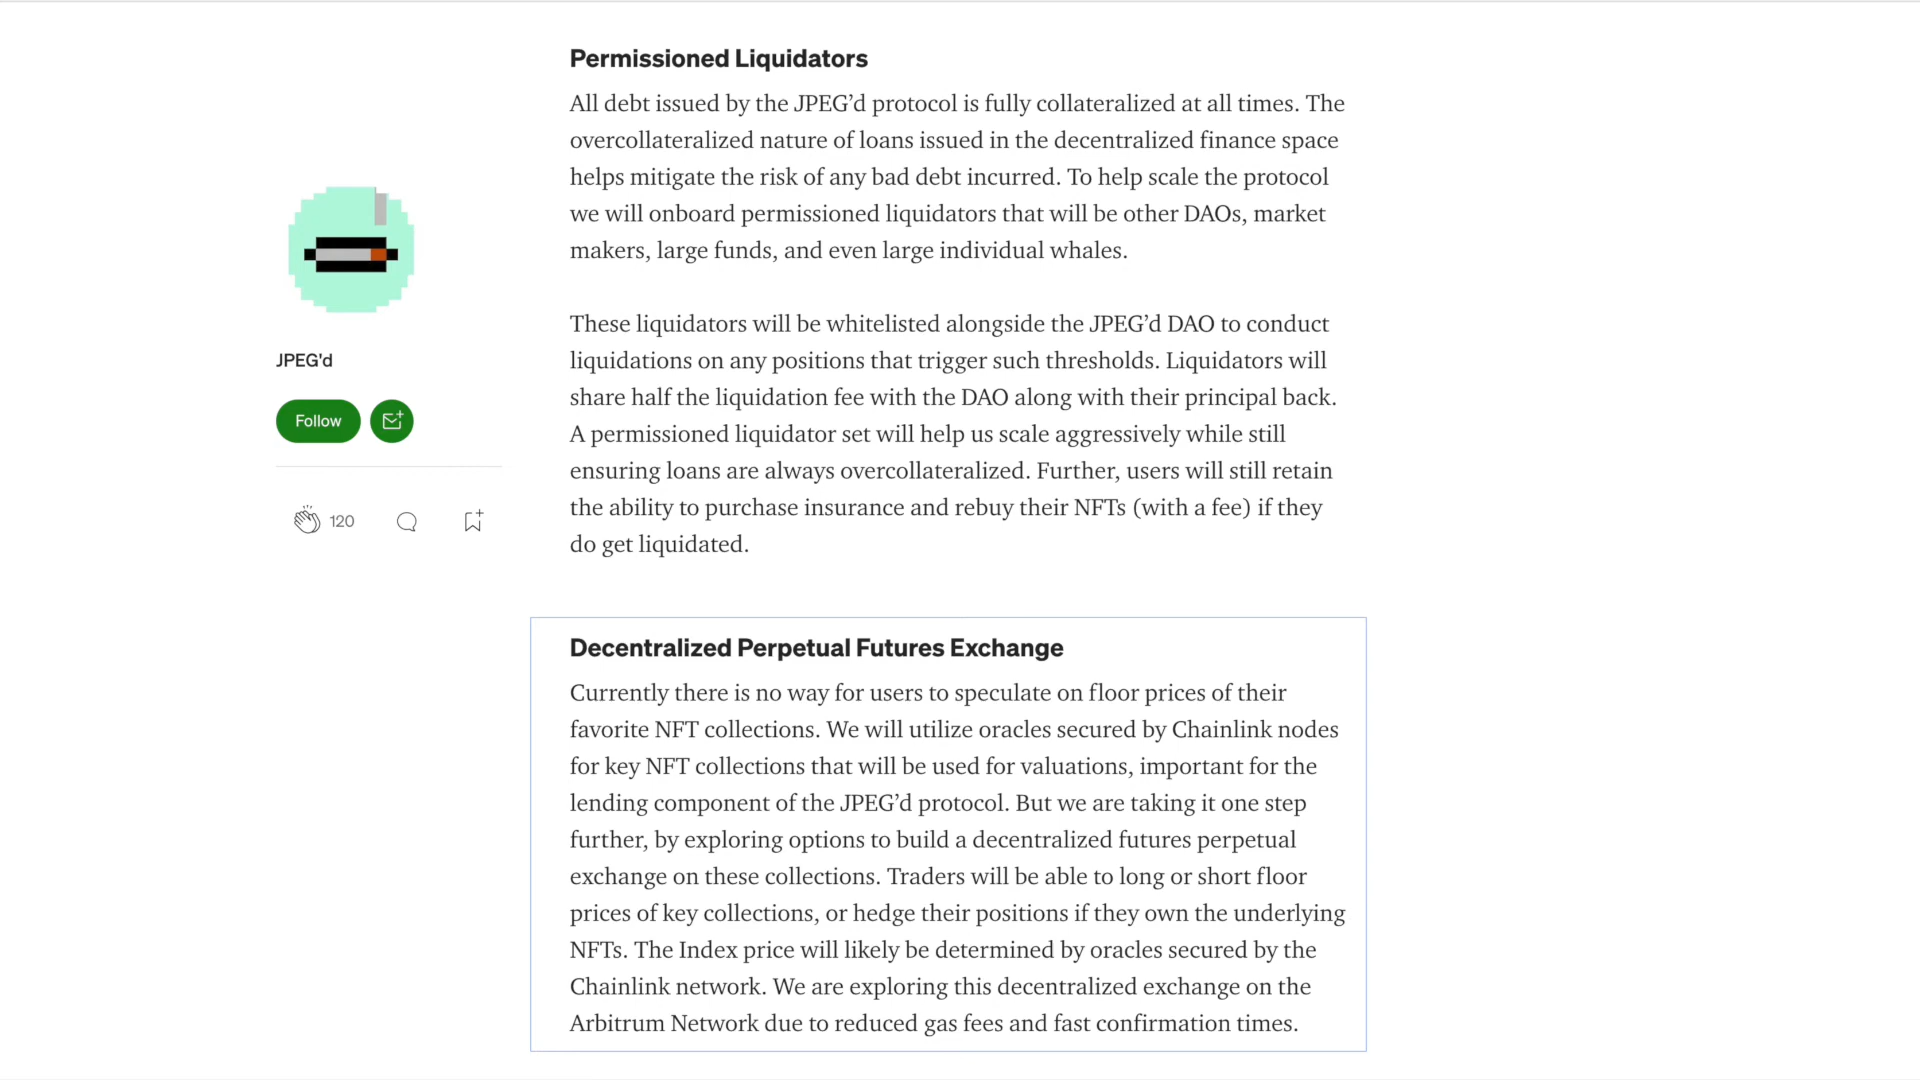 Permissioned Liquidators
All debt issued by the JPEG’d protocol is fully collateralized at all times. The
overcollateralized nature of loans issued in the decentralized finance space
helps mitigate the risk of any bad debt incurred. To help scale the protocol
we will onboard permissioned liquidators that will be other DAOs, market
makers, large funds, and even large individual whales.
These liquidators will be whitelisted alongside the JPEG’d DAO to conduct
liquidations on any positions that trigger such thresholds. Liquidators will
share half the liquidation fee with the DAO along with their principal back.
A permissioned liquidator set will help us scale aggressively while still
ensuring loans are always overcollateralized. Further, users will still retain
the ability to purchase insurance and rebuy their NFTs (with a fee) if they
do get liquidated.
JPEG'd
Follow
120
Decentralized Perpetual Futures Exchange
Currently there is no way for users to speculate on floor prices of their
favorite NFT collections. We will utilize oracles secured by Chainlink nodes
for key NFT collections that will be used for valuations, important for the
lending component of the JPEG’d protocol. But we are taking it one step
further, by exploring options to build a decentralized futures perpetual
exchange on these collections. Traders will be able to long or short floor
prices of key collections, or hedge their positions if they own the underlying
NFTs. The Index price will likely be determined by oracles secured by the
Chainlink network. We are exploring this decentralized exchange on the
Arbitrum Network due to reduced gas fees and fast confirmation times.